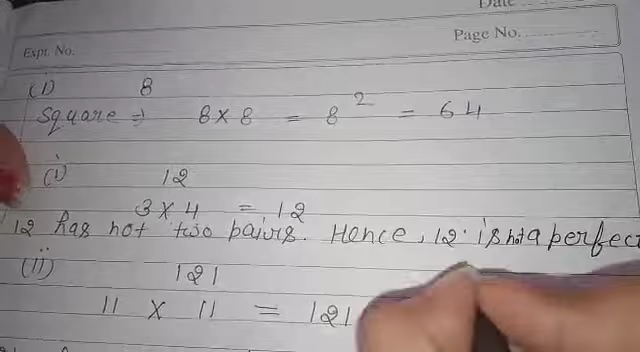 Date
Page No.
Expt. No.
(i) 8
Square ⇒ 8 × 8 = 8² = 64
(i) 12
3 × 4 = 12
12 has not two paivs. Hence, 12 is not a perfect
(ii) 121
11 × 11 = 121